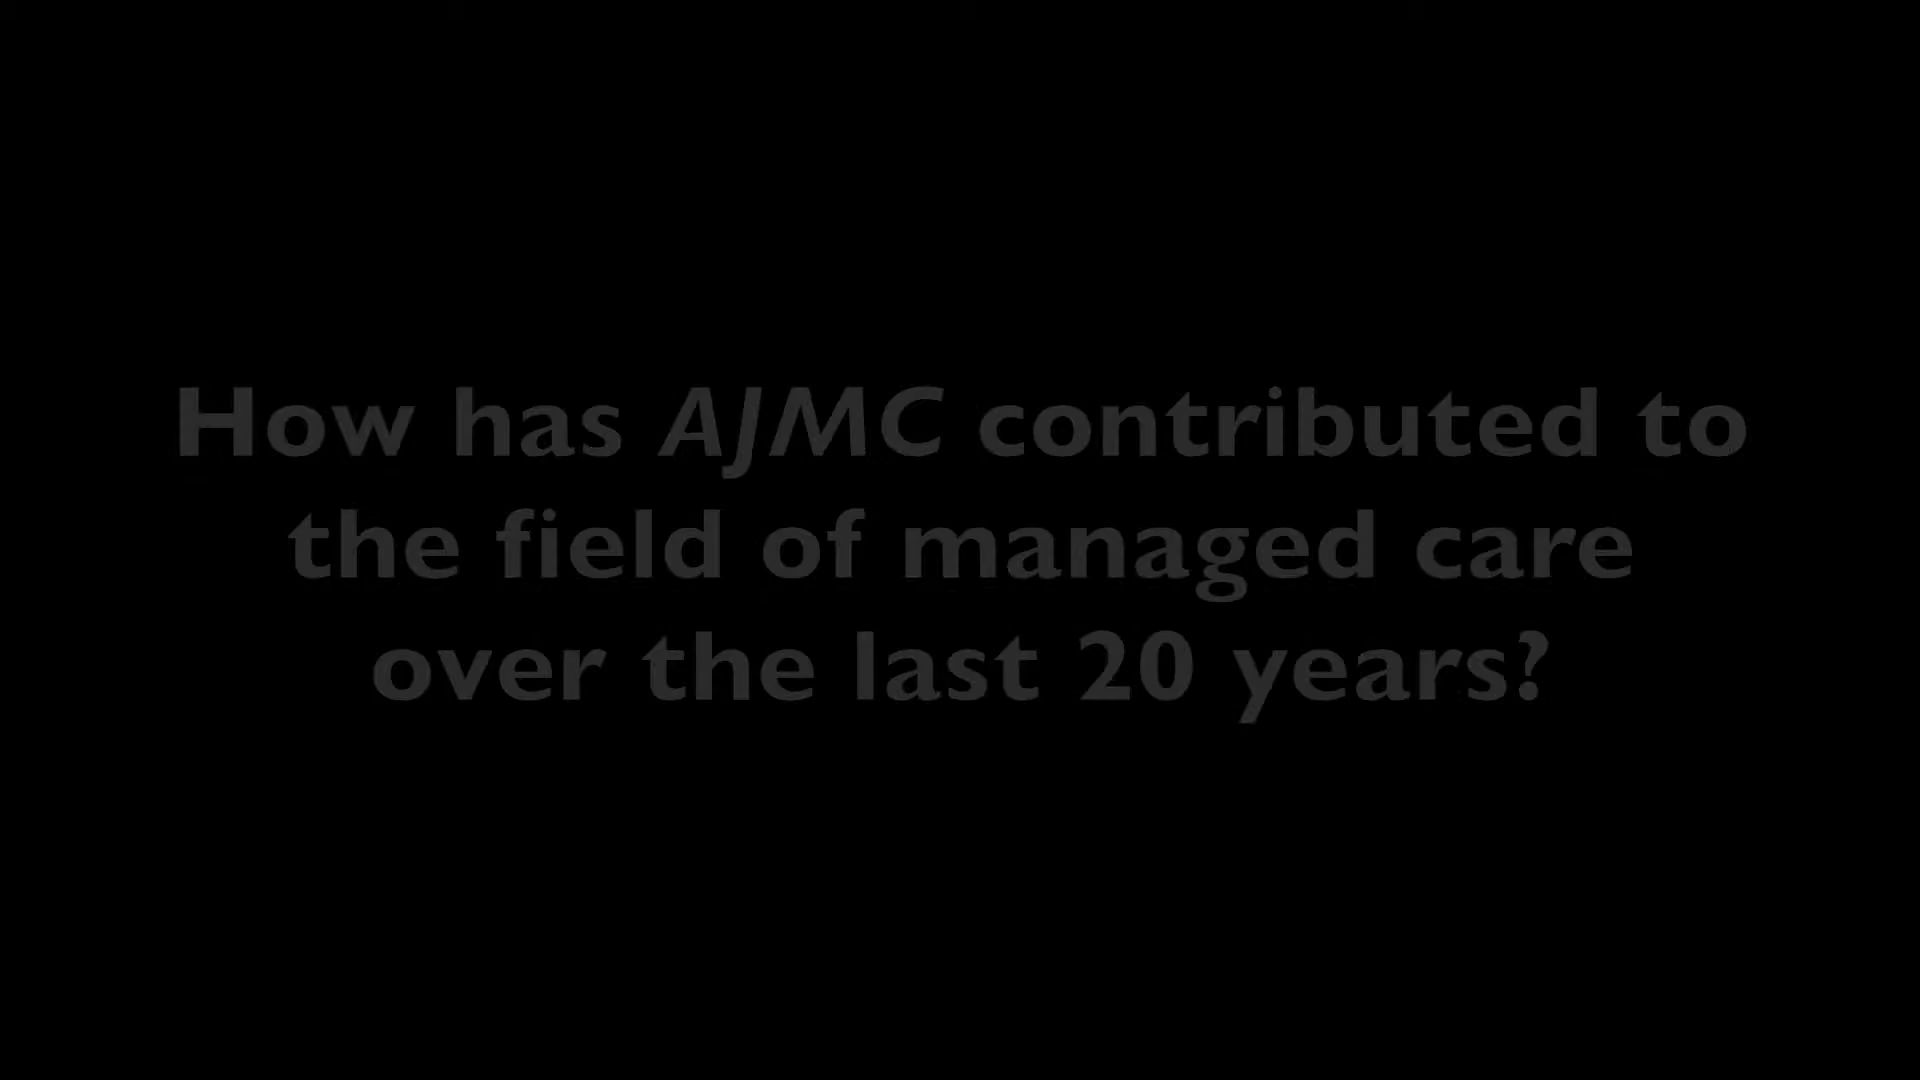 How has AJMC contributed to
the field of managed care
over the last 20 years?